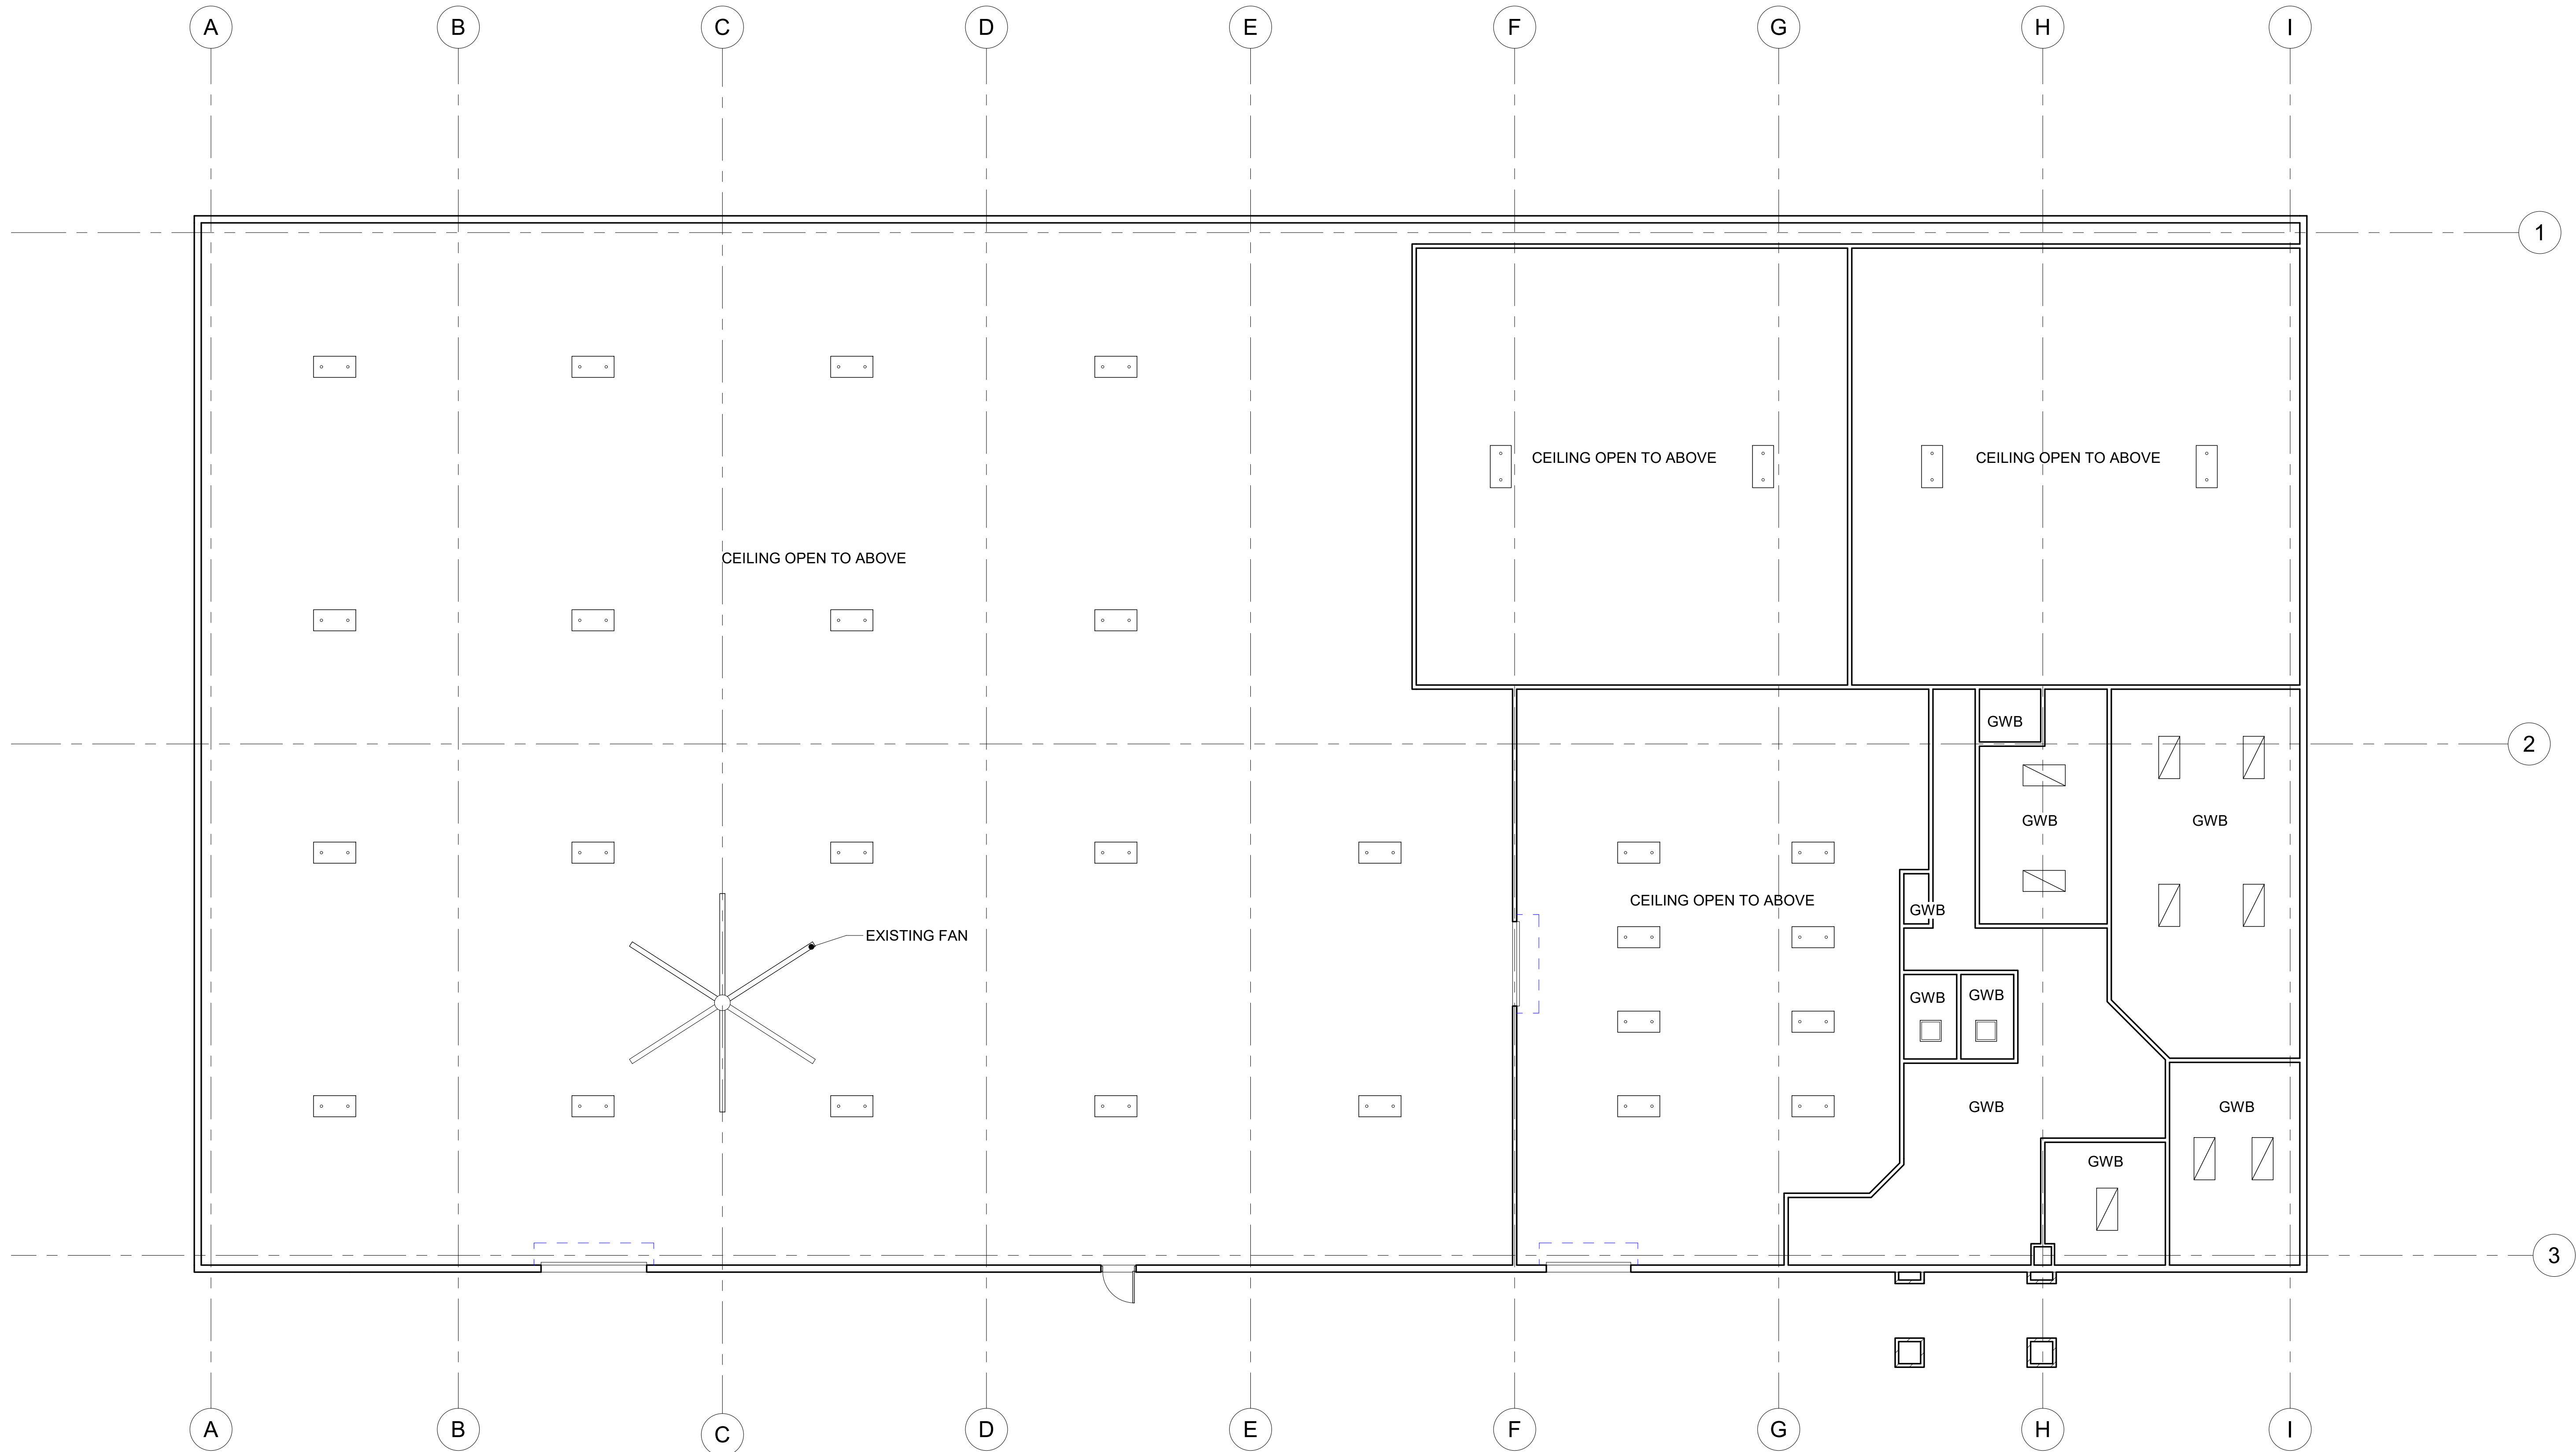 A B C D E F G H I
1
CEILING OPEN TO ABOVE CEILING OPEN TO ABOVE
CEILING OPEN TO ABOVE
GWB
2
GWB GWB
CEILING OPEN TO ABOVE
GWB
EXISTING FAN
GWB GWB
GWB GWB
GWB
3
A B C D E F G H I